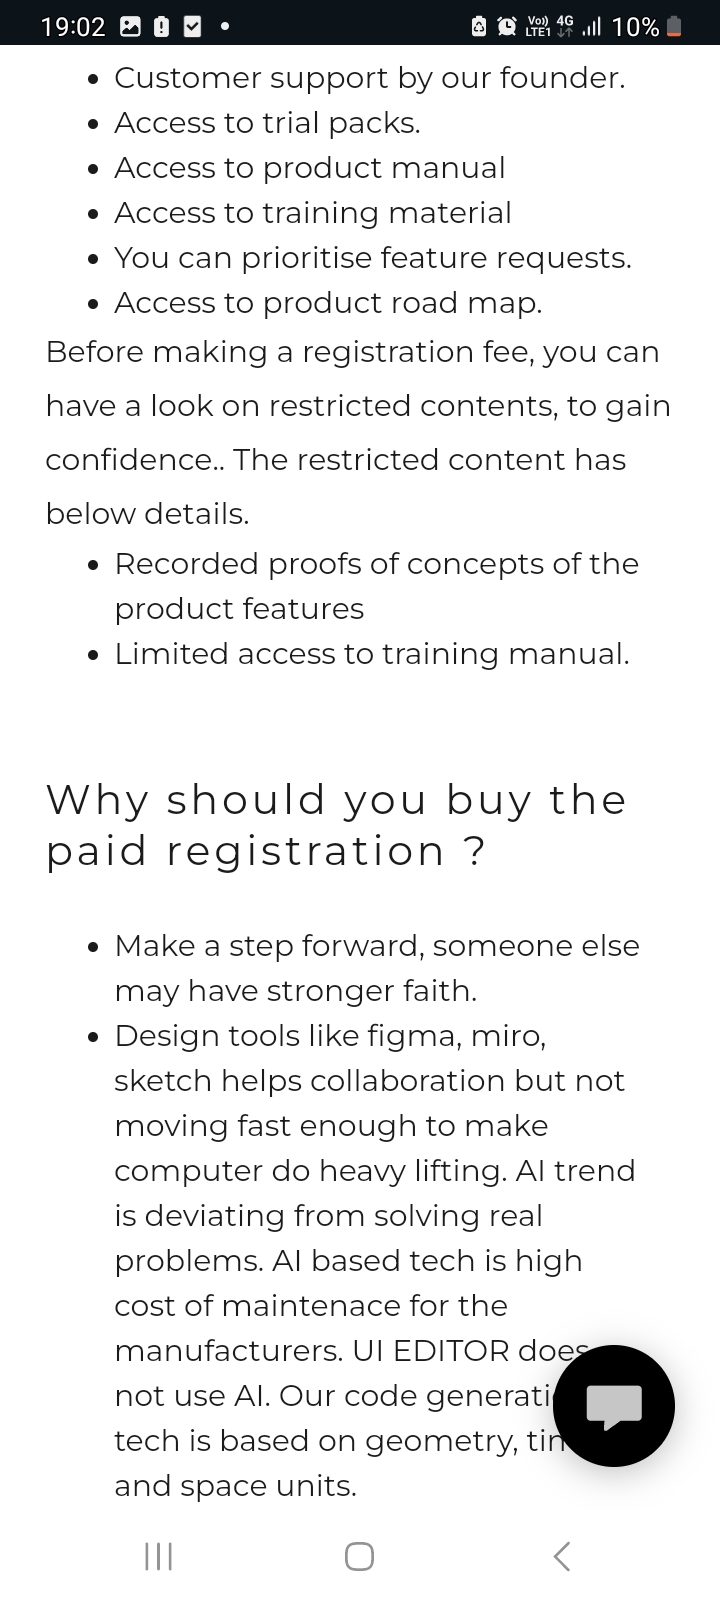 19:02 Vo)) LTE1 4G 10%
Customer support by our founder.
Access to trial packs.
Access to product manual
Access to training material
You can prioritise feature requests.
Access to product road map.
Before making a registration fee, you can
have a look on restricted contents, to gain
confidence.. The restricted content has
below details.
Recorded proofs of concepts of the
product features
Limited access to training manual.
Why should you buy the
paid registration ?
Make a step forward, someone else
may have stronger faith.
Design tools like figma, miro,
sketch helps collaboration but not
moving fast enough to make
computer do heavy lifting. AI trend
is deviating from solving real
problems. AI based tech is high
cost of maintenace for the
manufacturers. UI EDITOR does
not use AI. Our code
tech is based on geometry,
and space units.